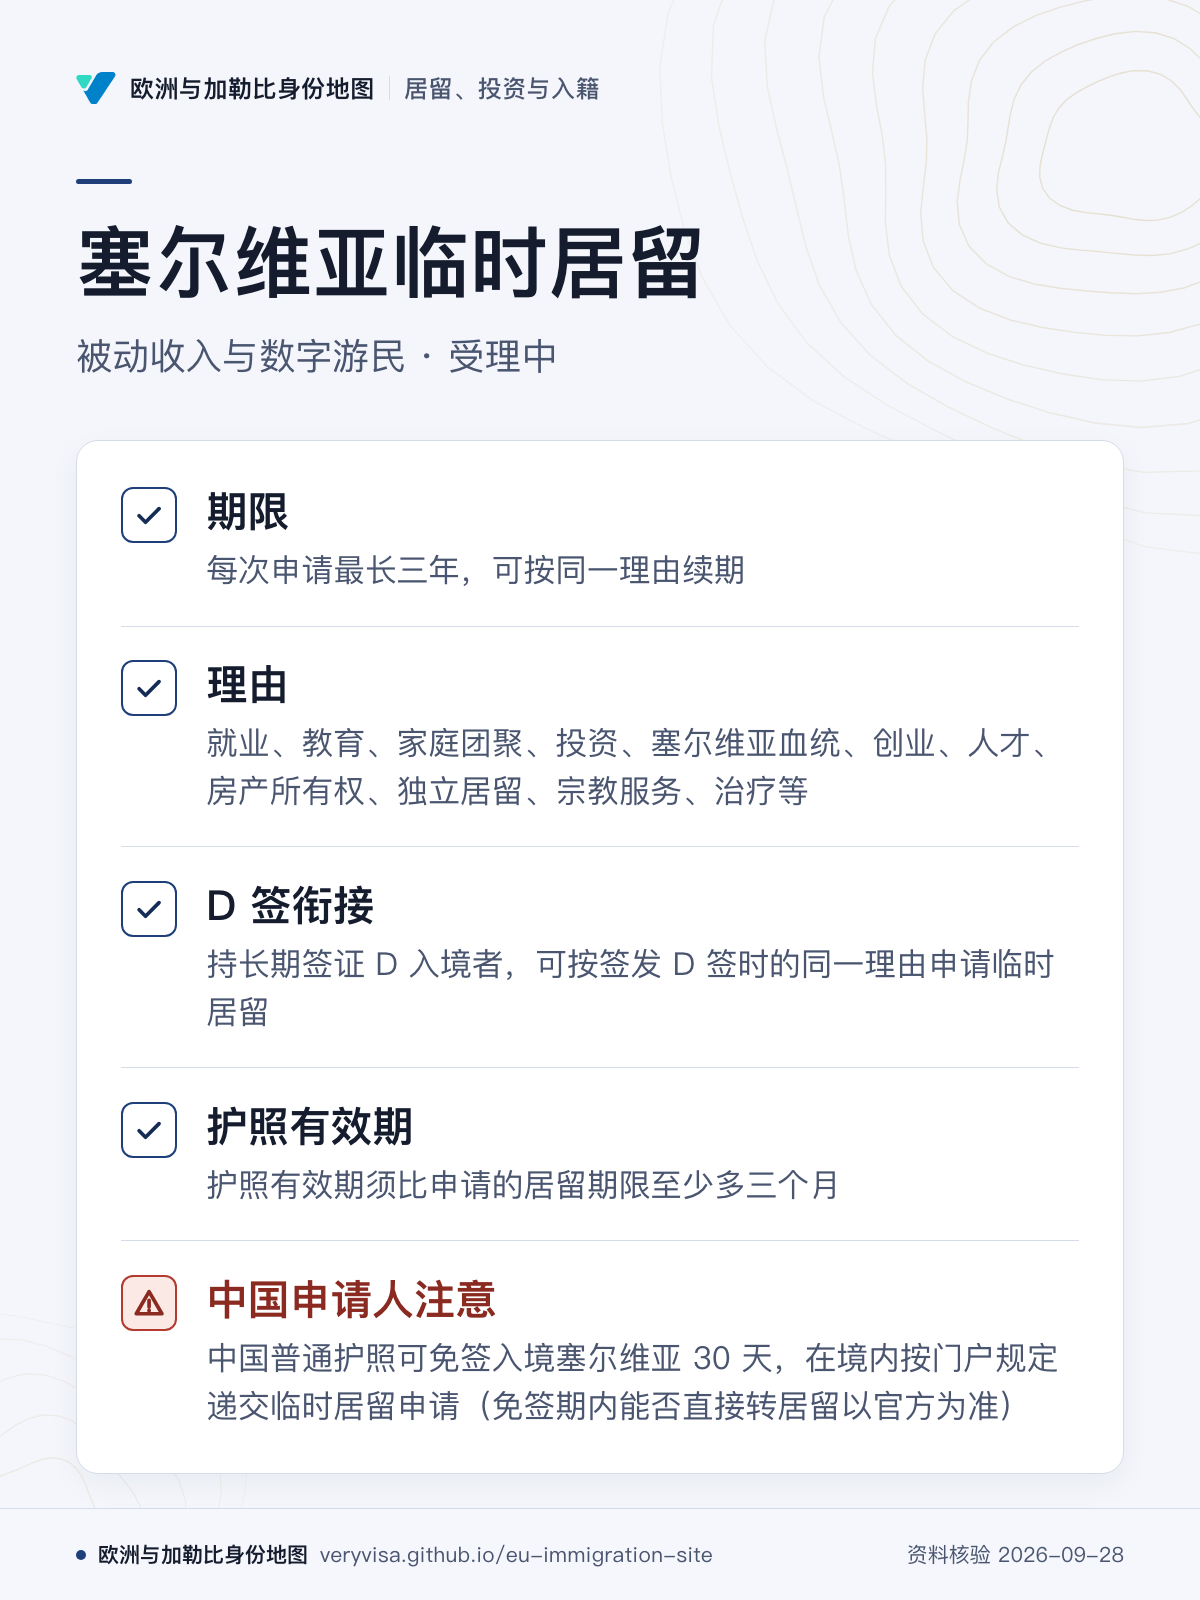 欧洲与加勒比身份地图 居留、投资与入籍
塞尔维亚临时居留
被动收入与数字游民 · 受理中
期限
每次申请最长三年，可按同一理由续期
理由
就业、教育、家庭团聚、投资、塞尔维亚血统、创业、人才、
房产所有权、独立居留、宗教服务、治疗等
D 签衔接
持长期签证 D 入境者，可按签发 D 签时的同一理由申请临时
居留
护照有效期
护照有效期须比申请的居留期限至少多三个月
中国申请人注意
中国普通护照可免签入境塞尔维亚 30 天，在境内按门户规定
递交临时居留申请（免签期内能否直接转居留以官方为准）
欧洲与加勒比身份地图 veryvisa.github.io/eu-immigration-site 资料核验 2026-09-28